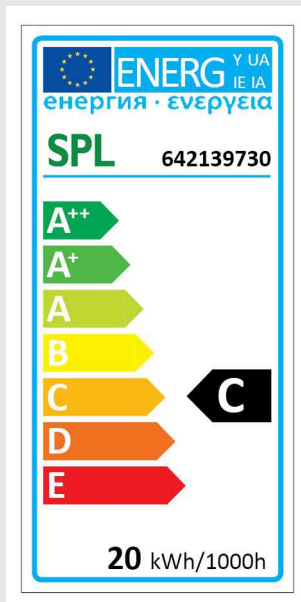 ENERG Y UA
IE IA
енергия · ενεργεια
SPL 642139730
A++
A+
A
B
C
C
D
E
20 kWh/1000h